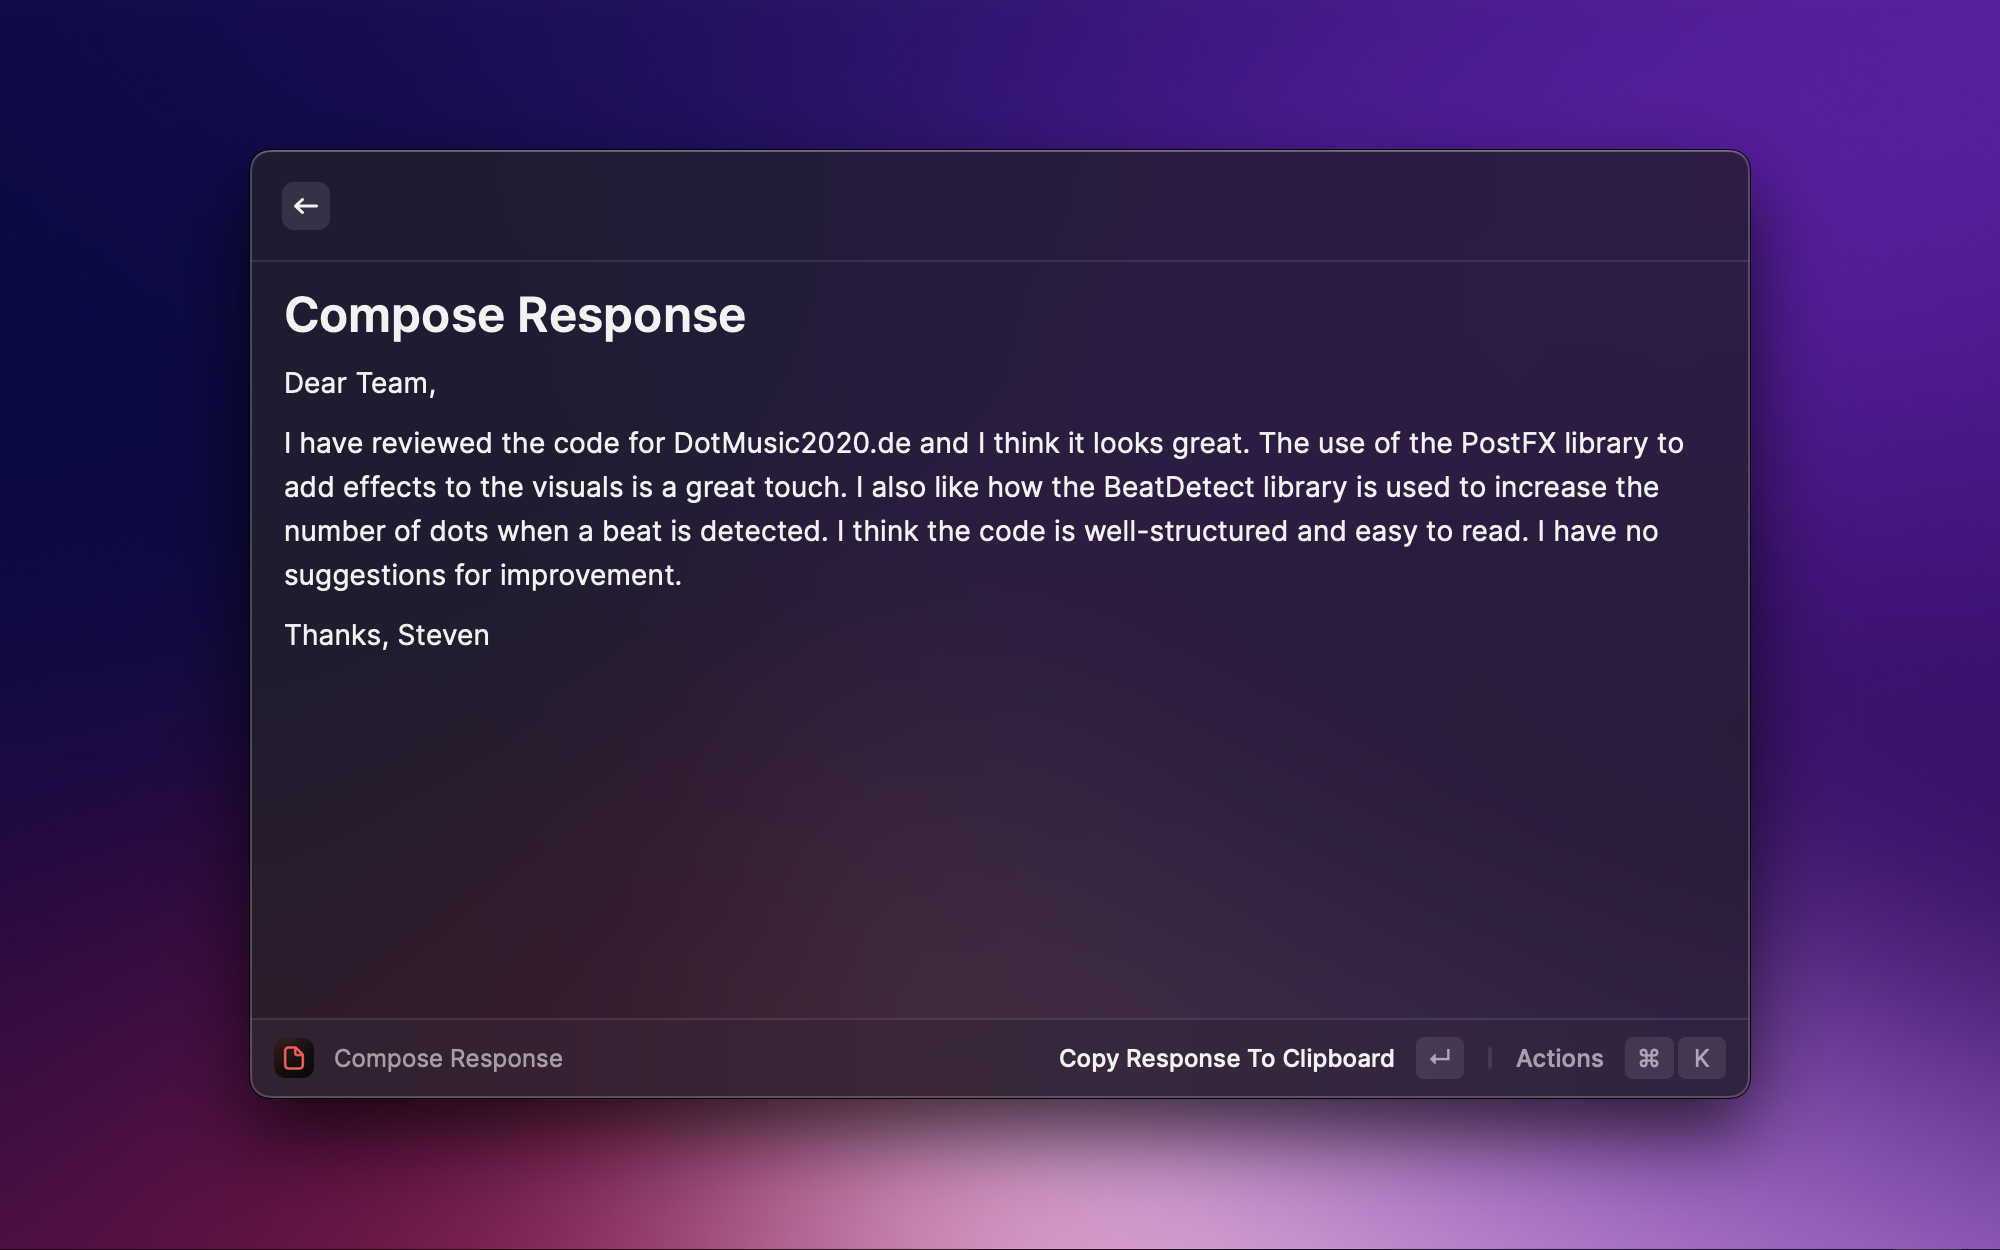 Compose Response
Dear Team,
I have reviewed the code for DotMusic2020.de and I think it looks great. The use of the PostFX library to
add effects to the visuals is a great touch. I also like how the BeatDetect library is used to increase the
number of dots when a beat is detected. I think the code is well-structured and easy to read. I have no
suggestions for improvement.
Thanks, Steven
Compose Response Copy Response To Clipboard ↵ Actions ⌘ K